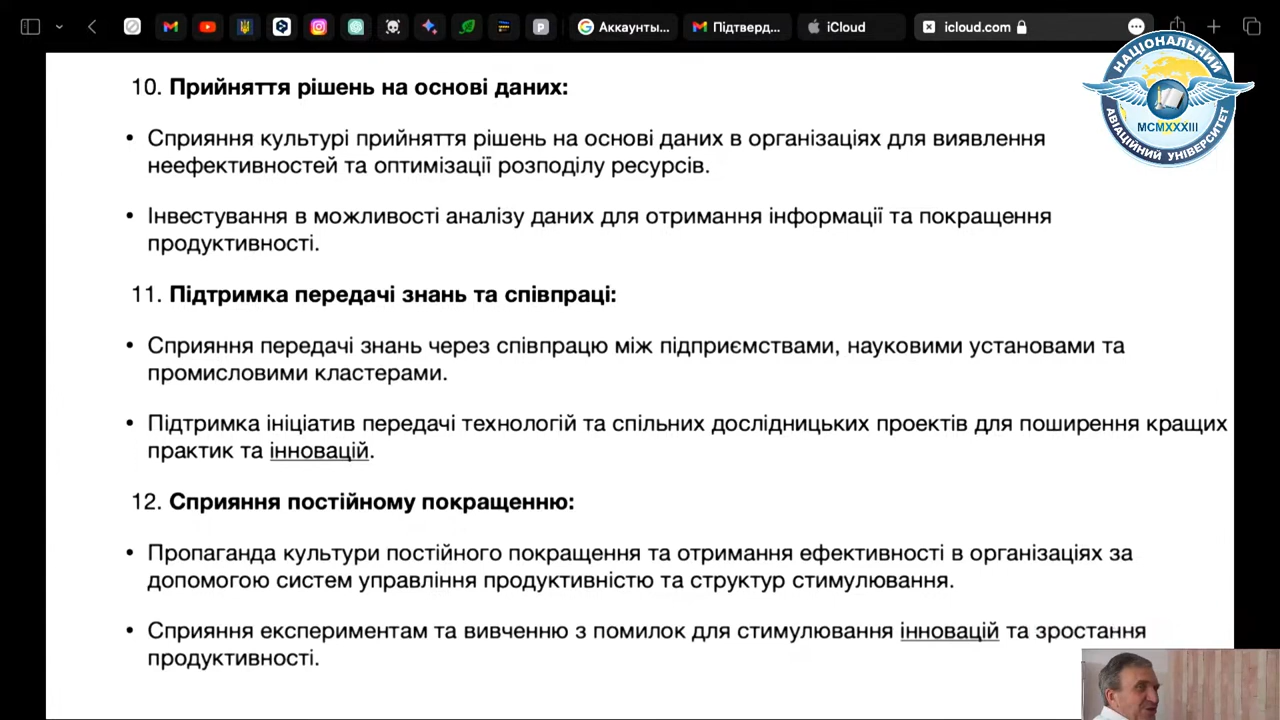 Аккаунты...
Підтверд...
iCloud
icloud.com
НАЦІОНАЛЬНИЙ
АВІАЦІЙНИЙ УНІВЕРСИТЕТ
MCMXXXIII
10. Прийняття рішень на основі даних:
• Сприяння культурі прийняття рішень на основі даних в організаціях для виявлення
неефективностей та оптимізації розподілу ресурсів.
• Інвестування в можливості аналізу даних для отримання інформації та покращення
продуктивності.
11. Підтримка передачі знань та співпраці:
• Сприяння передачі знань через співпрацю між підприємствами, науковими установами та
промисловими кластерами.
• Підтримка ініціатив передачі технологій та спільних дослідницьких проектів для поширення кращих
практик та інновацій.
12. Сприяння постійному покращенню:
• Пропаганда культури постійного покращення та отримання ефективності в організаціях за
допомогою систем управління продуктивністю та структур стимулювання.
• Сприяння експериментам та вивченню з помилок для стимулювання інновацій та зростання
продуктивності.